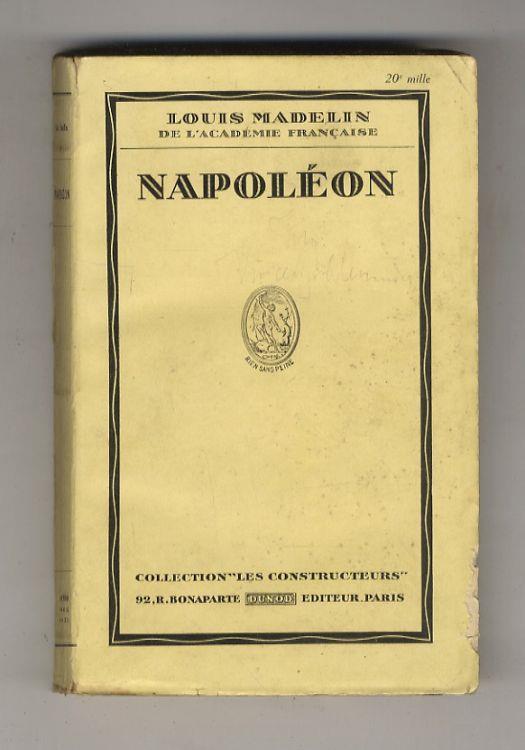 20e mille
LOUIS MADELIN
DE L'ACADÉMIE FRANÇAISE
NAPOLÉON
RIEN SANS PEINE
COLLECTION "LES CONSTRUCTEURS"
92, R. BONAPARTE DUNOD EDITEUR. PARIS
NAPOLÉON